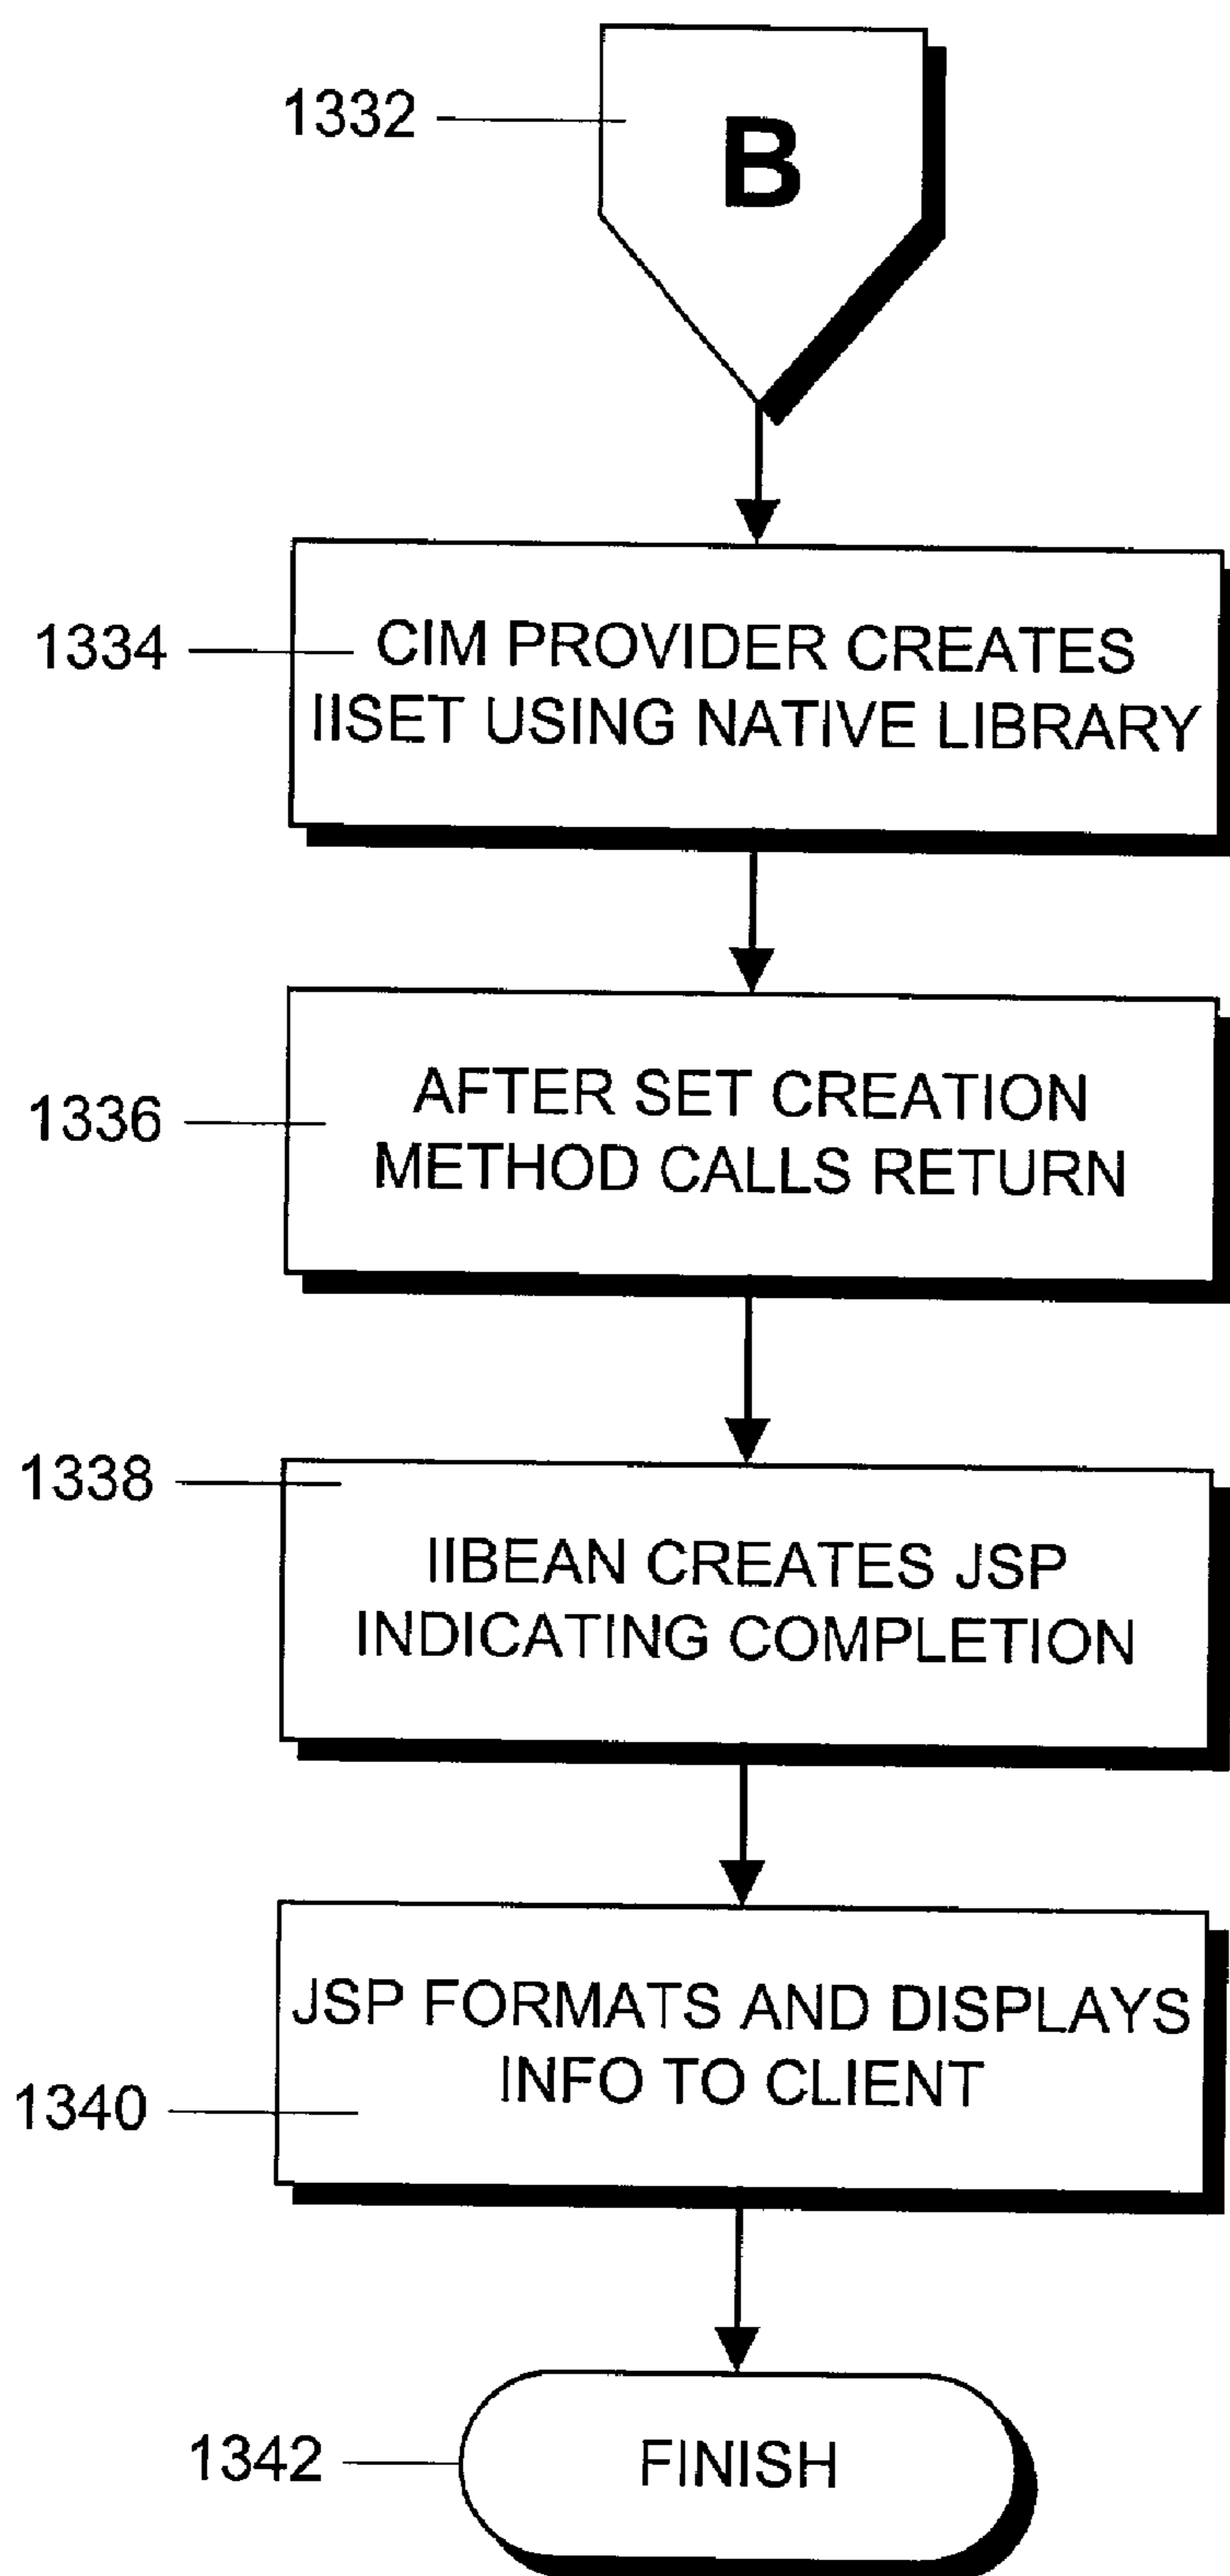 1332
B
1334
CIM PROVIDER CREATES
IISET USING NATIVE LIBRARY
1336
AFTER SET CREATION
METHOD CALLS RETURN
1338
IIBEAN CREATES JSP
INDICATING COMPLETION
JSP FORMATS AND DISPLAYS
INFO TO CLIENT
1340
1342
FINISH